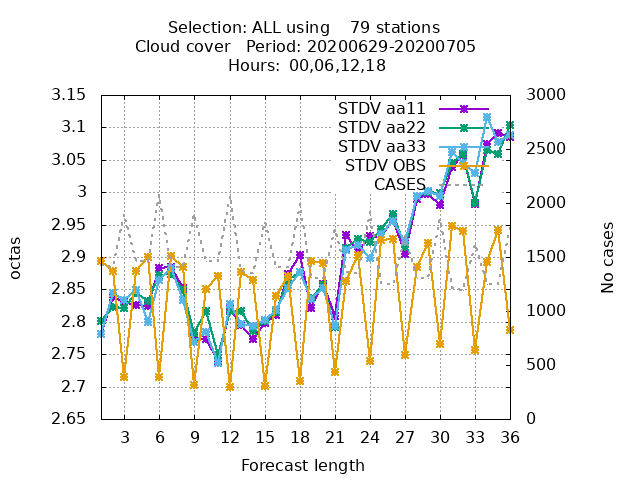 Selection: ALL using    79 stations
Cloud cover   Period: 20200629-20200705
Hours:  00,06,12,18
STDV aa11
STDV aa22
STDV aa33
STDV OBS
CASES
3.15
3.1
3.05
3
2.95
2.9
2.85
2.8
2.75
2.7
2.65
octas
3000
2500
2000
1500
1000
500
0
No cases
3 6 9 12 15 18 21 24 27 30 33 36
Forecast length